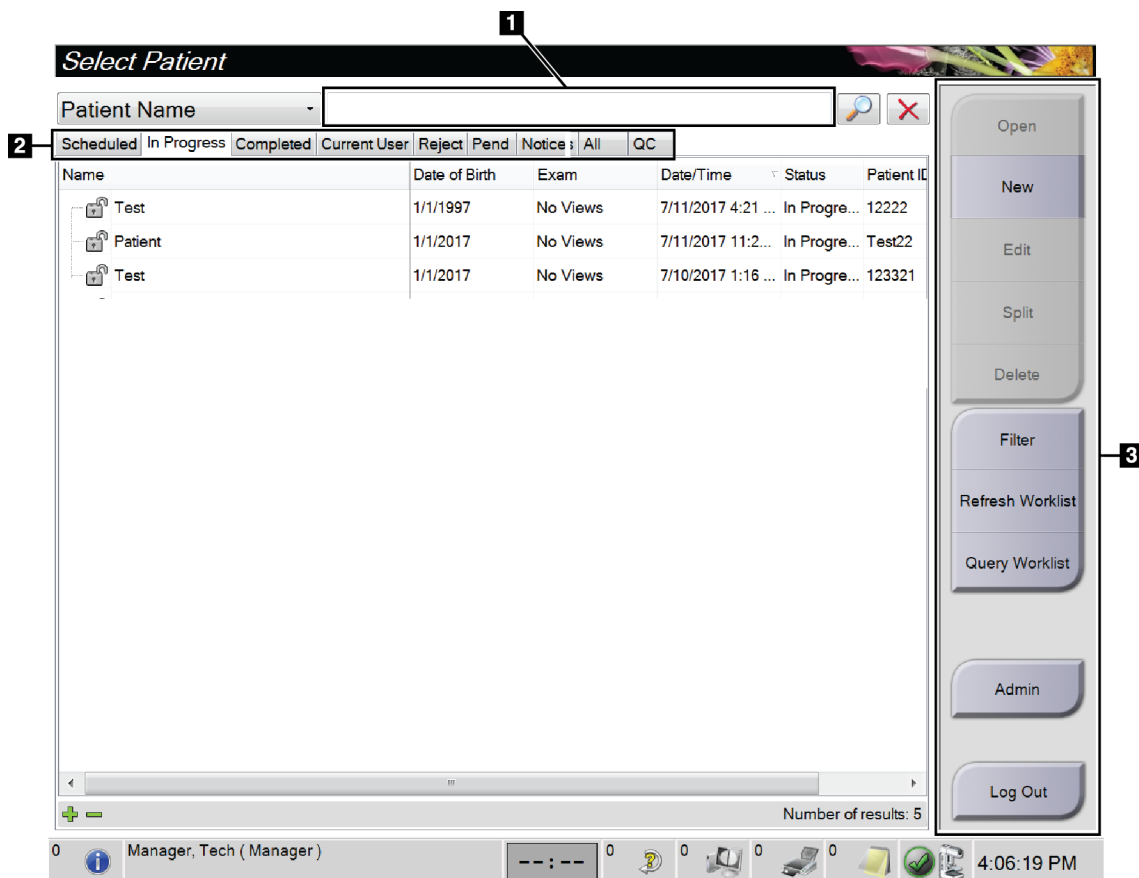 1
Select Patient
Patient Name
2
Scheduled In Progress Completed Current User Reject Pend Notices All QC
Name Date of Birth Exam Date/Time Status Patient ID
Test 1/1/1997 No Views 7/11/2017 4:21 ... In Progre... 12222
Patient 1/1/2017 No Views 7/11/2017 11:2... In Progre... Test22
Test 1/1/2017 No Views 7/10/2017 1:16 ... In Progre... 123321
Number of results: 5
Open
New
Edit
Split
Delete
Filter
3
Refresh Worklist
Query Worklist
Admin
Log Out
0 Manager, Tech ( Manager ) --:-- 0 0 0 0 4:06:19 PM